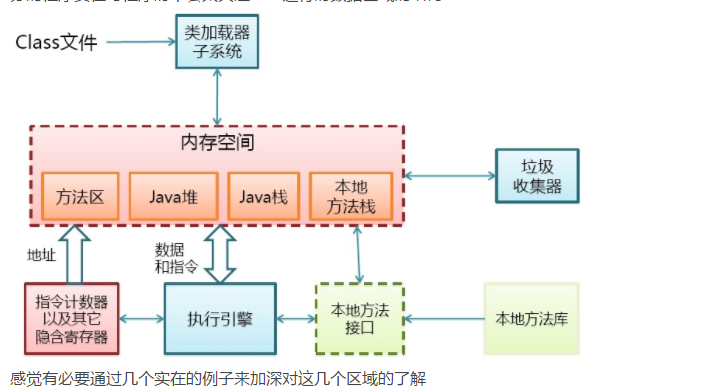 Class文件
类加载器
子系统
内存空间
方法区
Java堆
Java栈
本地
方法栈
垃圾
收集器
地址
数据
和指令
指令计数器
以及其它
隐含寄存器
执行引擎
本地方法
接口
本地方法库
感觉有必要通过几个实在的例子来加深对这几个区域的了解